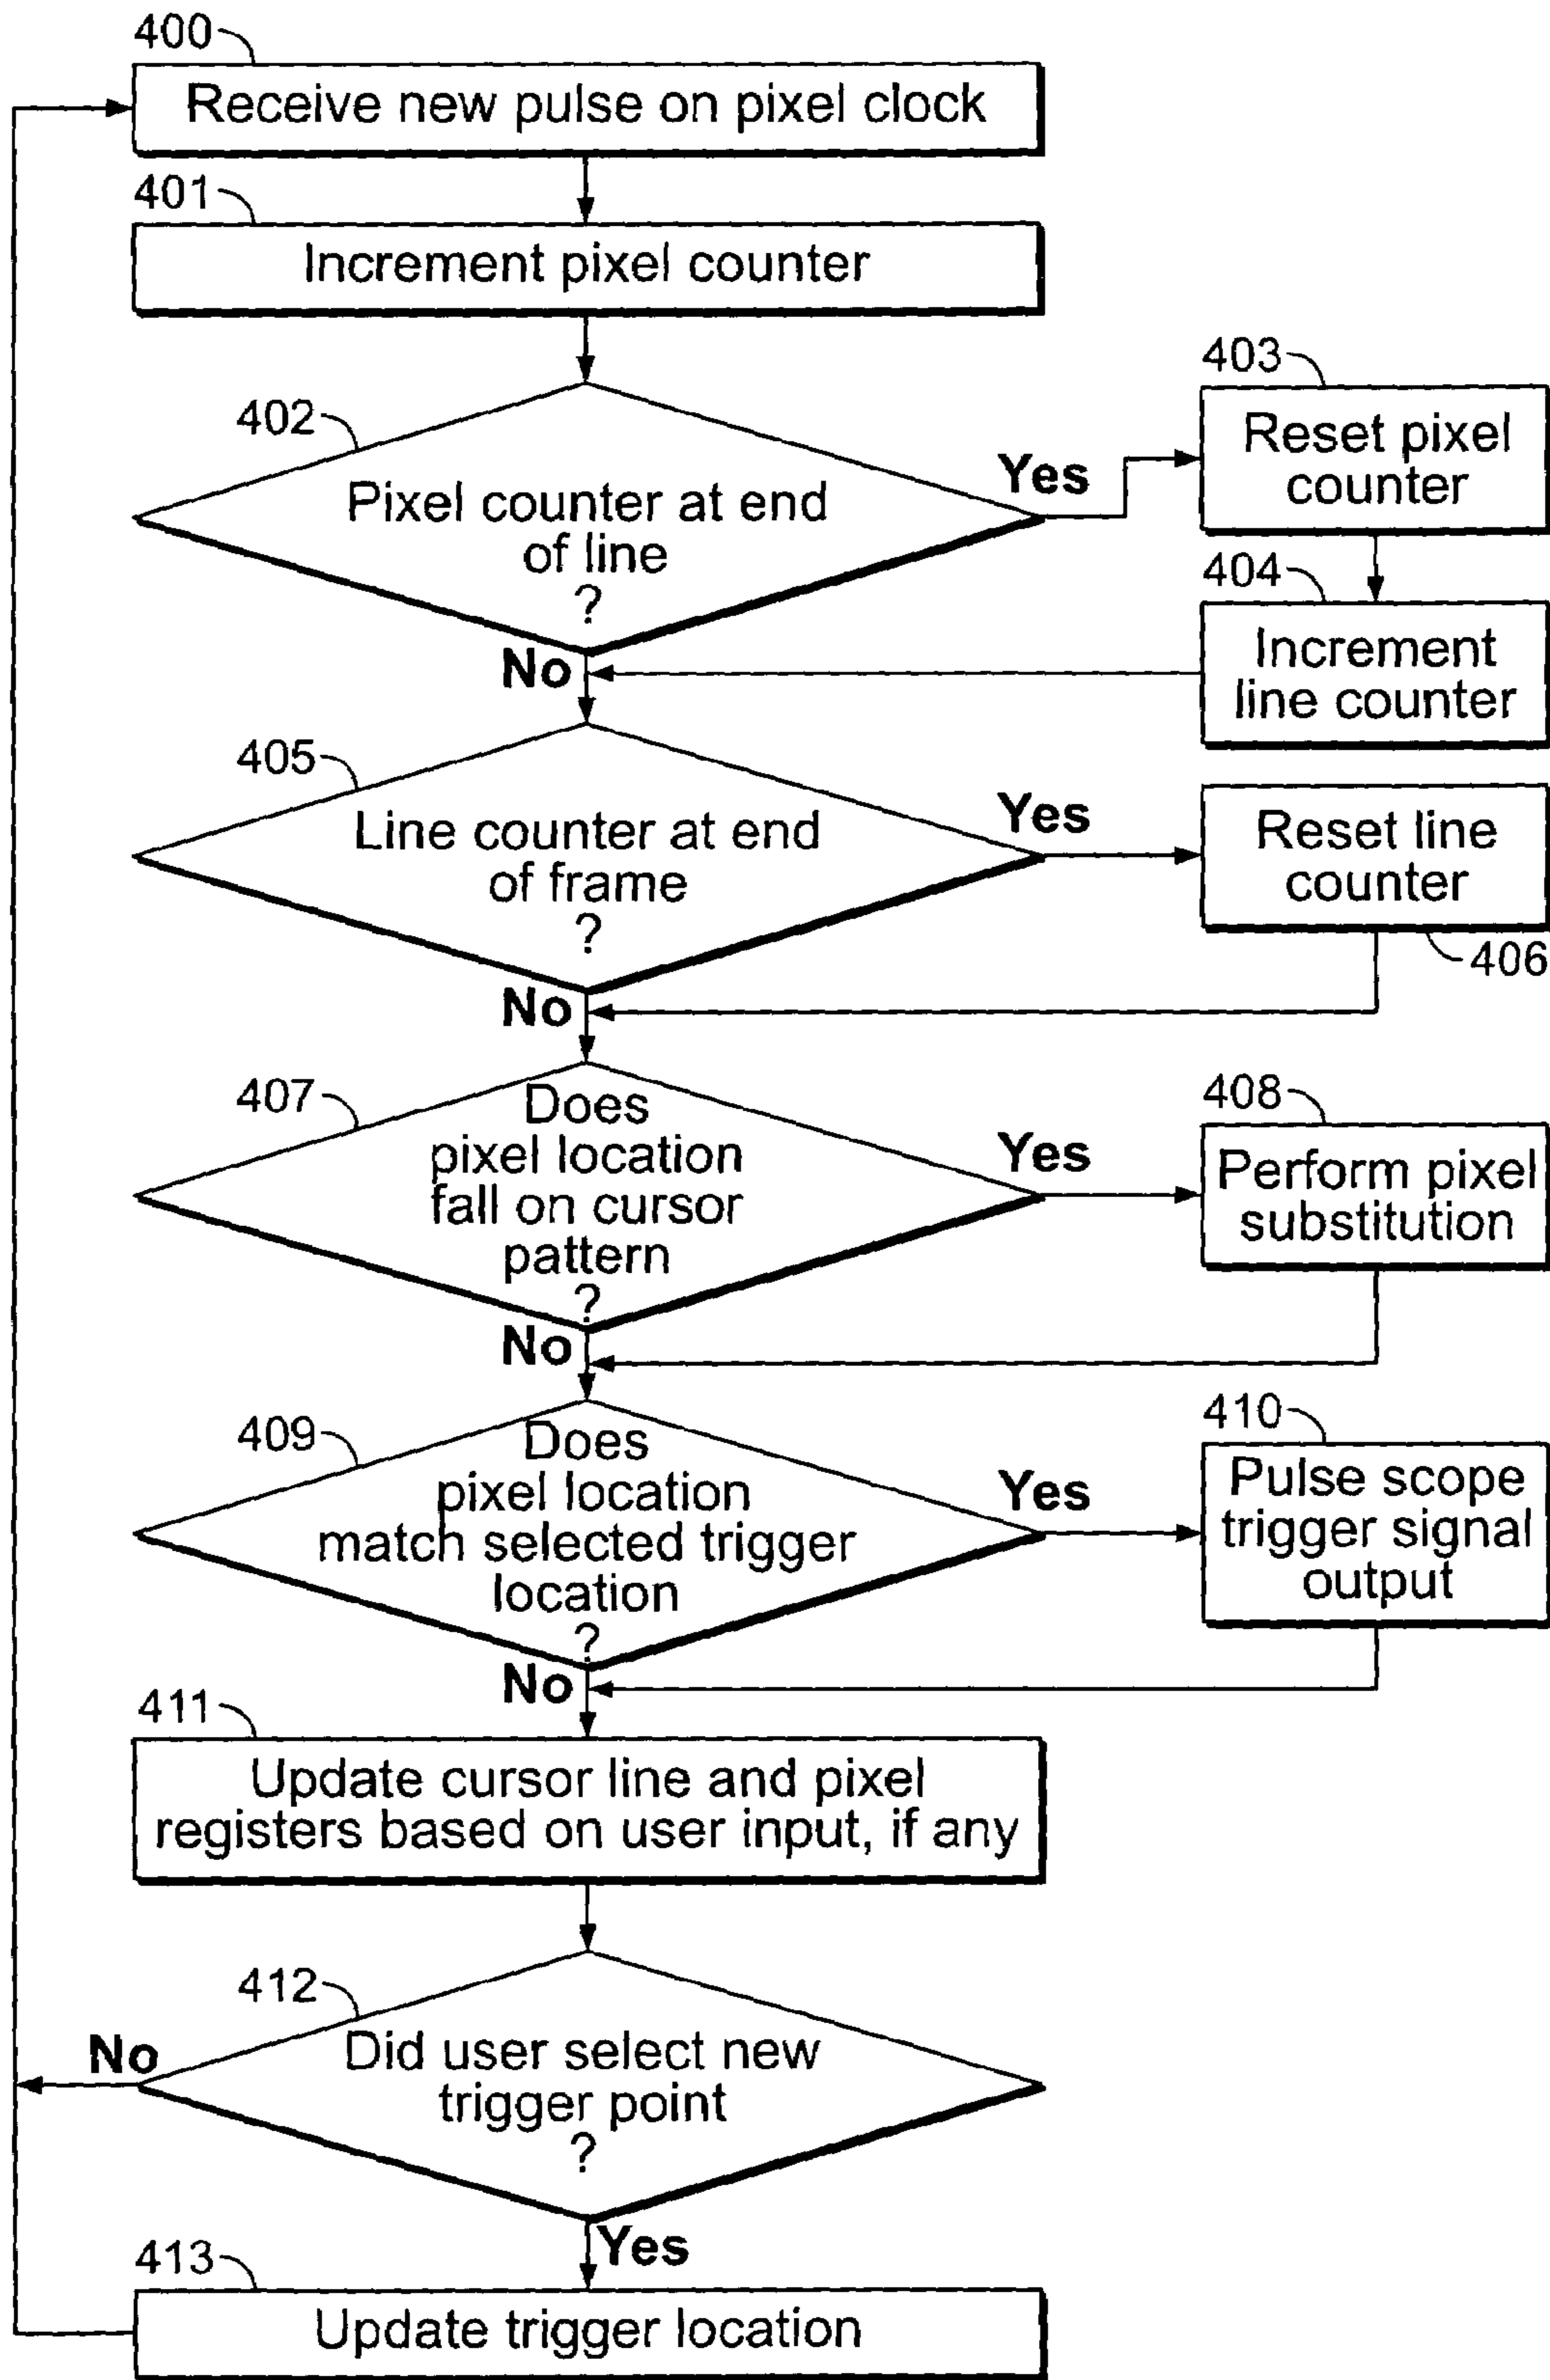 400
Receive new pulse on pixel clock
401
Increment pixel counter
402
Pixel counter at end
of line
?
Yes
No
403
Reset pixel
counter
404
Increment
line counter
405
Line counter at end
of frame
?
Yes
No
Reset line
counter
406
407
Does
pixel location
fall on cursor
pattern
?
Yes
No
408
Perform pixel
substitution
409
Does
pixel location
match selected trigger
location
?
Yes
No
410
Pulse scope
trigger signal
output
411
Update cursor line and pixel
registers based on user input, if any
412
Did user select new
trigger point
?
No
Yes
413
Update trigger location